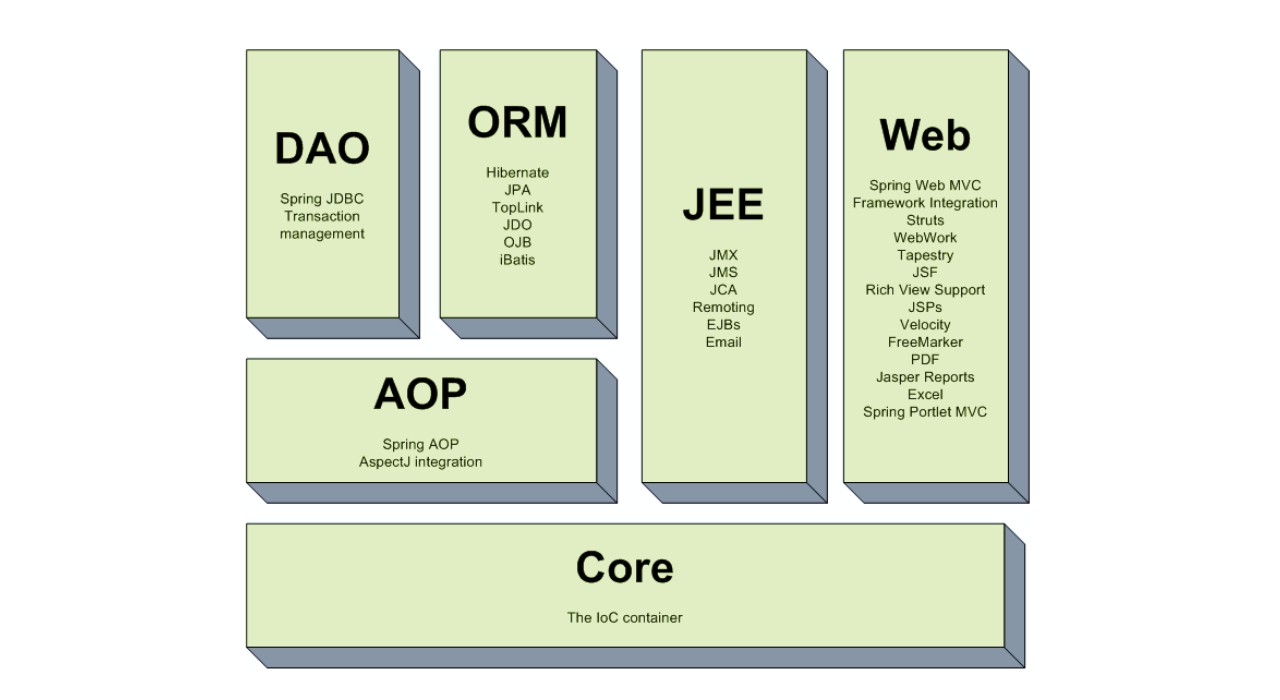 DAO
Spring JDBC
Transaction
management
ORM
Hibernate
JPA
TopLink
JDO
OJB
iBatis
JEE
JMX
JMS
JCA
Remoting
EJBs
Email
Web
Spring Web MVC
Framework Integration
Struts
WebWork
Tapestry
JSF
Rich View Support
JSPs
Velocity
FreeMarker
PDF
Jasper Reports
Excel
Spring Portlet MVC
AOP
Spring AOP
AspectJ integration
Core
The IoC container